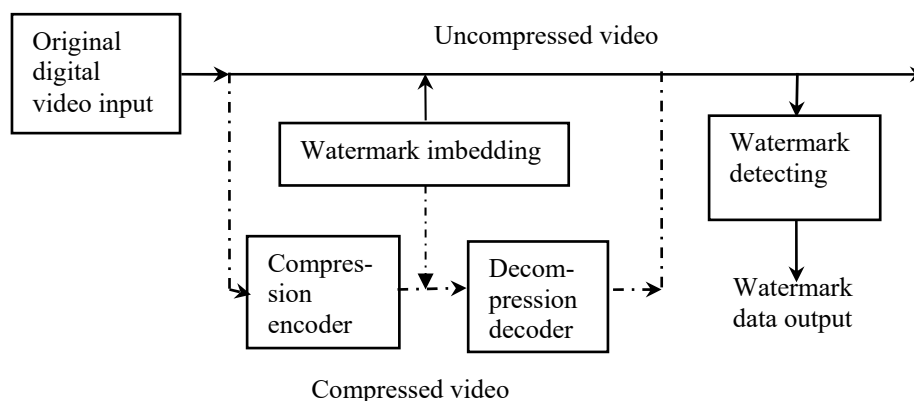 Original
digital
video input
Uncompressed video
Watermark imbedding
Watermark
detecting
Compres-
sion
encoder
Decom-
pression
decoder
Watermark
data output
Compressed video